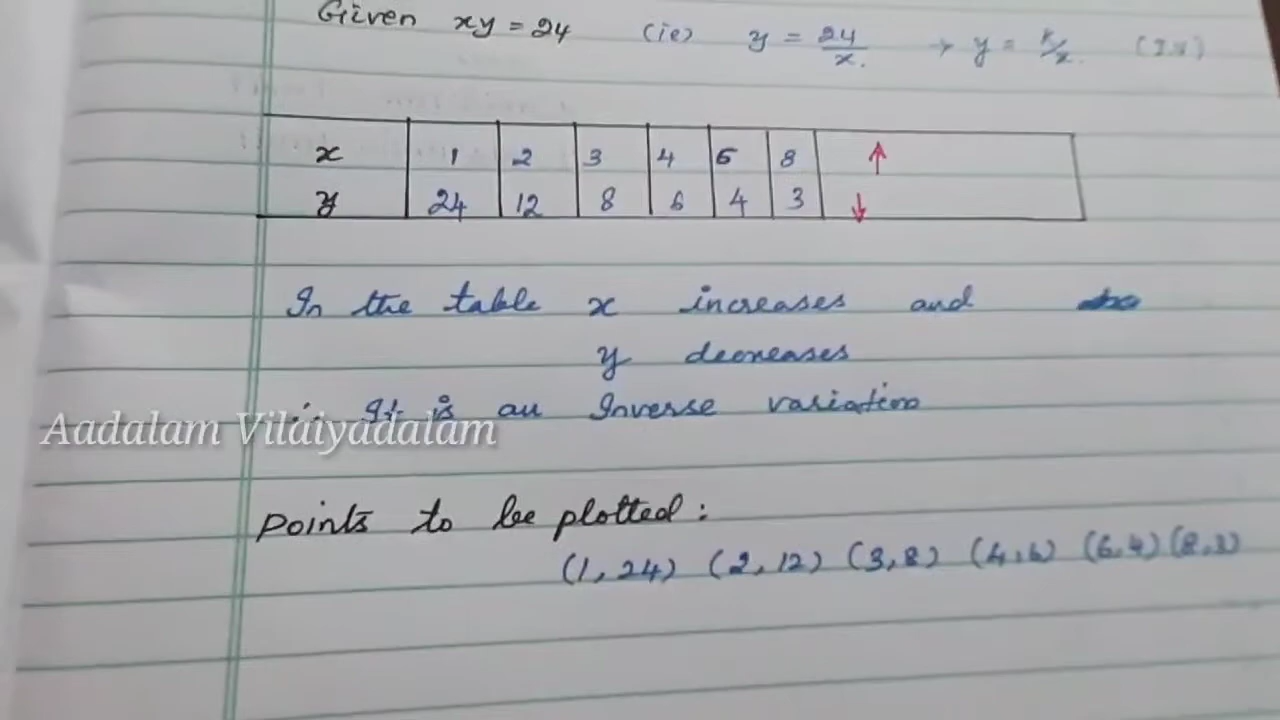 Given xy = 24 (ie) y = 24/x. → y = k/x. (I.V)
x 1 2 3 4 6 8 ↑
y 24 12 8 6 4 3 ↓
In the table x increases and
y decreases
∴ It is an Inverse variation
Aadalam Vilaiyadalam
Points to be plotted :
(1, 24) (2, 12) (3, 8) (4, 6) (6, 4) (8, 3)